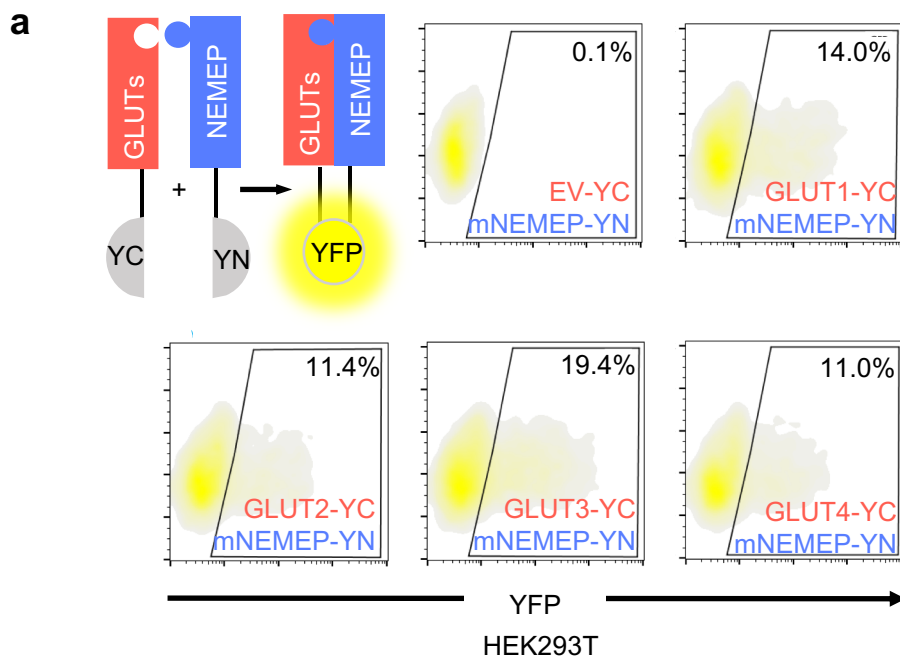 a
GLUTs
NEMEP
GLUTs
NEMEP
+
YC
YN
YFP
0.1%
EV-YC
mNEMEP-YN
14.0%
GLUT1-YC
mNEMEP-YN
11.4%
GLUT2-YC
mNEMEP-YN
19.4%
GLUT3-YC
mNEMEP-YN
11.0%
GLUT4-YC
mNEMEP-YN
YFP
HEK293T